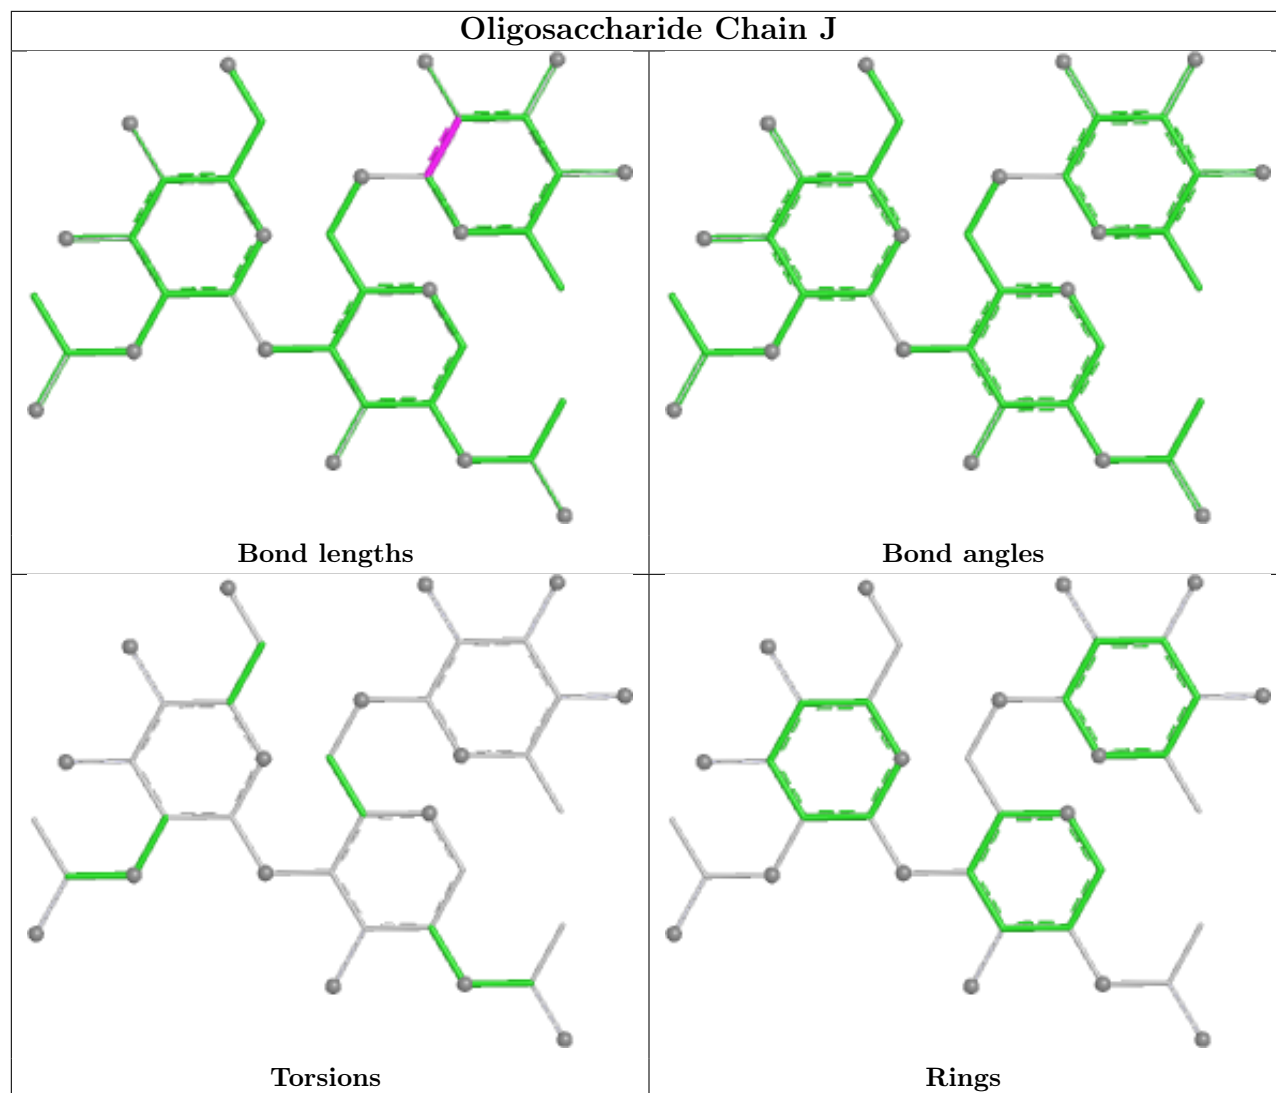 Oligosaccharide Chain J
Bond lengths
Bond angles
Torsions
Rings